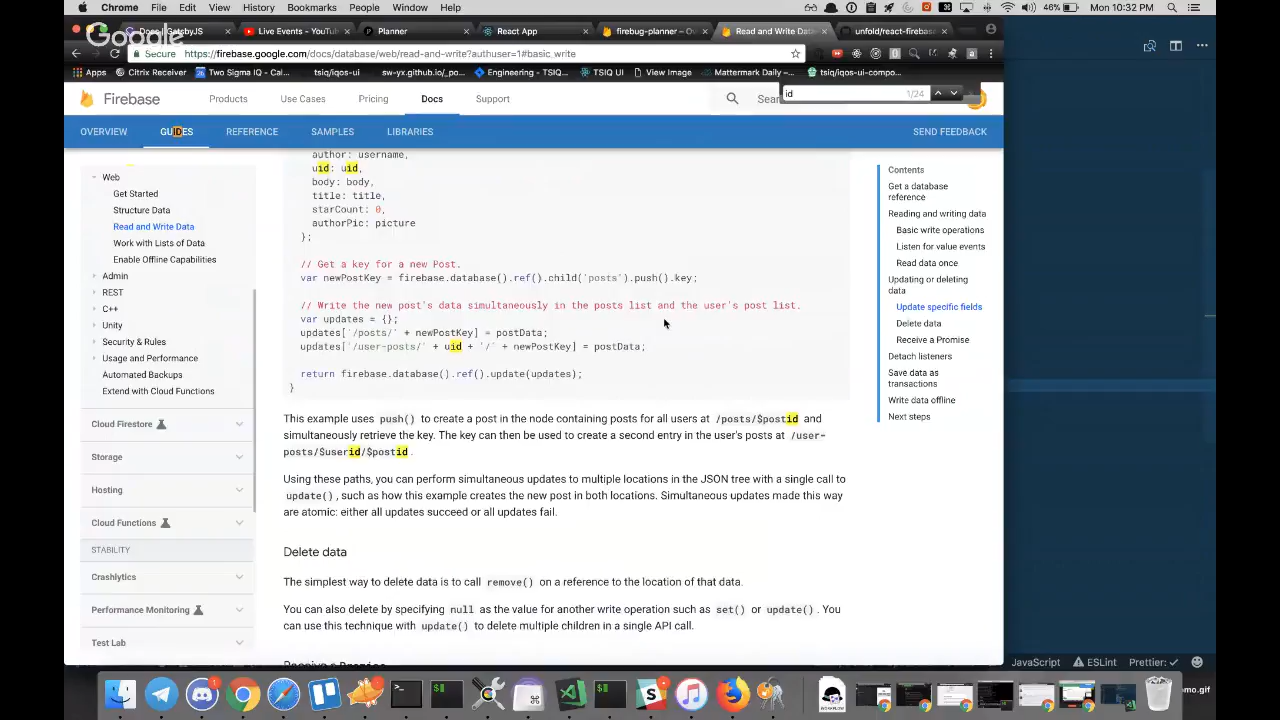 Chrome File Edit View History Bookmarks People Window Help 46% Mon 10:32 PM
Google
Docs | GatsbyJS Live Events - YouT Planner React App firebug-planner – Ov Read and Write Data unfold/react-firebas
Secure https://firebase.google.com/docs/database/web/read-and-write?authuser=1#basic_write
Apps Citrix Receiver Two Sigma IQ - Cal... tsiq/iqos-ui sw-yx.github.io/_po... Engineering - TSIQ... TSIQ UI View Image Mattermost Daily –... tsiq/iqos-ui-compo...
id 1/24
Firebase Products Use Cases Pricing Docs Support Sear
OVERVIEW GUIDES REFERENCE SAMPLES LIBRARIES SEND FEEDBACK
Web
Get Started
Structure Data
Read and Write Data
Work with Lists of Data
Enable Offline Capabilities
Admin
REST
C++
Unity
Security & Rules
Usage and Performance
Automated Backups
Extend with Cloud Functions
Cloud Firestore
Storage
Hosting
Cloud Functions
STABILITY
Crashlytics
Performance Monitoring
Test Lab
author: username,
uid: uid,
body: body,
title: title,
starCount: 0,
authorPic: picture
};
// Get a key for a new Post.
var newPostKey = firebase.database().ref().child('posts').push().key;
// Write the new post's data simultaneously in the posts list and the user's post list.
var updates = {};
updates['/posts/' + newPostKey] = postData;
updates['/user-posts/' + uid + '/' + newPostKey] = postData;
return firebase.database().ref().update(updates);
}
This example uses push() to create a post in the node containing posts for all users at /posts/$postid and
simultaneously retrieve the key. The key can then be used to create a second entry in the user's posts at /user-
posts/$userid/$postid .
Using these paths, you can perform simultaneous updates to multiple locations in the JSON tree with a single call to
update() , such as how this example creates the new post in both locations. Simultaneous updates made this way
are atomic: either all updates succeed or all updates fail.
Delete data
The simplest way to delete data is to call remove() on a reference to the location of that data.
You can also delete by specifying null as the value for another write operation such as set() or update() . You
can use this technique with update() to delete multiple children in a single API call.
Receive a Promise
Contents
Get a database
reference
Reading and writing data
Basic write operations
Listen for value events
Read data once
Updating or deleting
data
Update specific fields
Delete data
Receive a Promise
Detach listeners
Save data as
transactions
Write data offline
Next steps
JavaScript ESLint Prettier: ✓
WORKFLOW
omo.gif